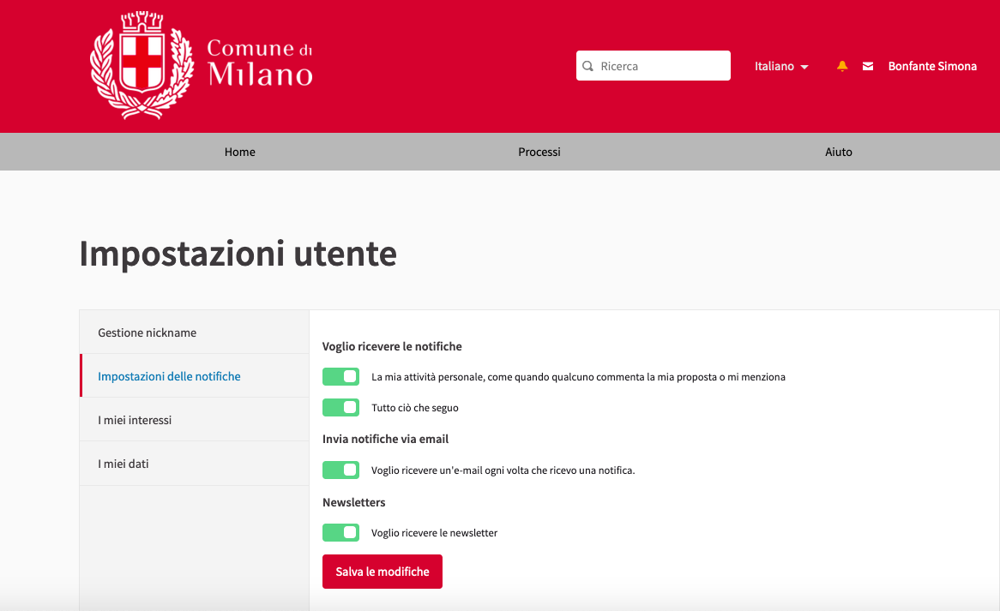 Comune di
Milano
Ricerca
Italiano
Bonfante Simona
Home
Processi
Aiuto
Impostazioni utente
Gestione nickname
Impostazioni delle notifiche
I miei interessi
I miei dati
Voglio ricevere le notifiche
La mia attività personale, come quando qualcuno commenta la mia proposta o mi menziona
Tutto ciò che seguo
Invia notifiche via email
Voglio ricevere un'e-mail ogni volta che ricevo una notifica.
Newsletters
Voglio ricevere le newsletter
Salva le modifiche